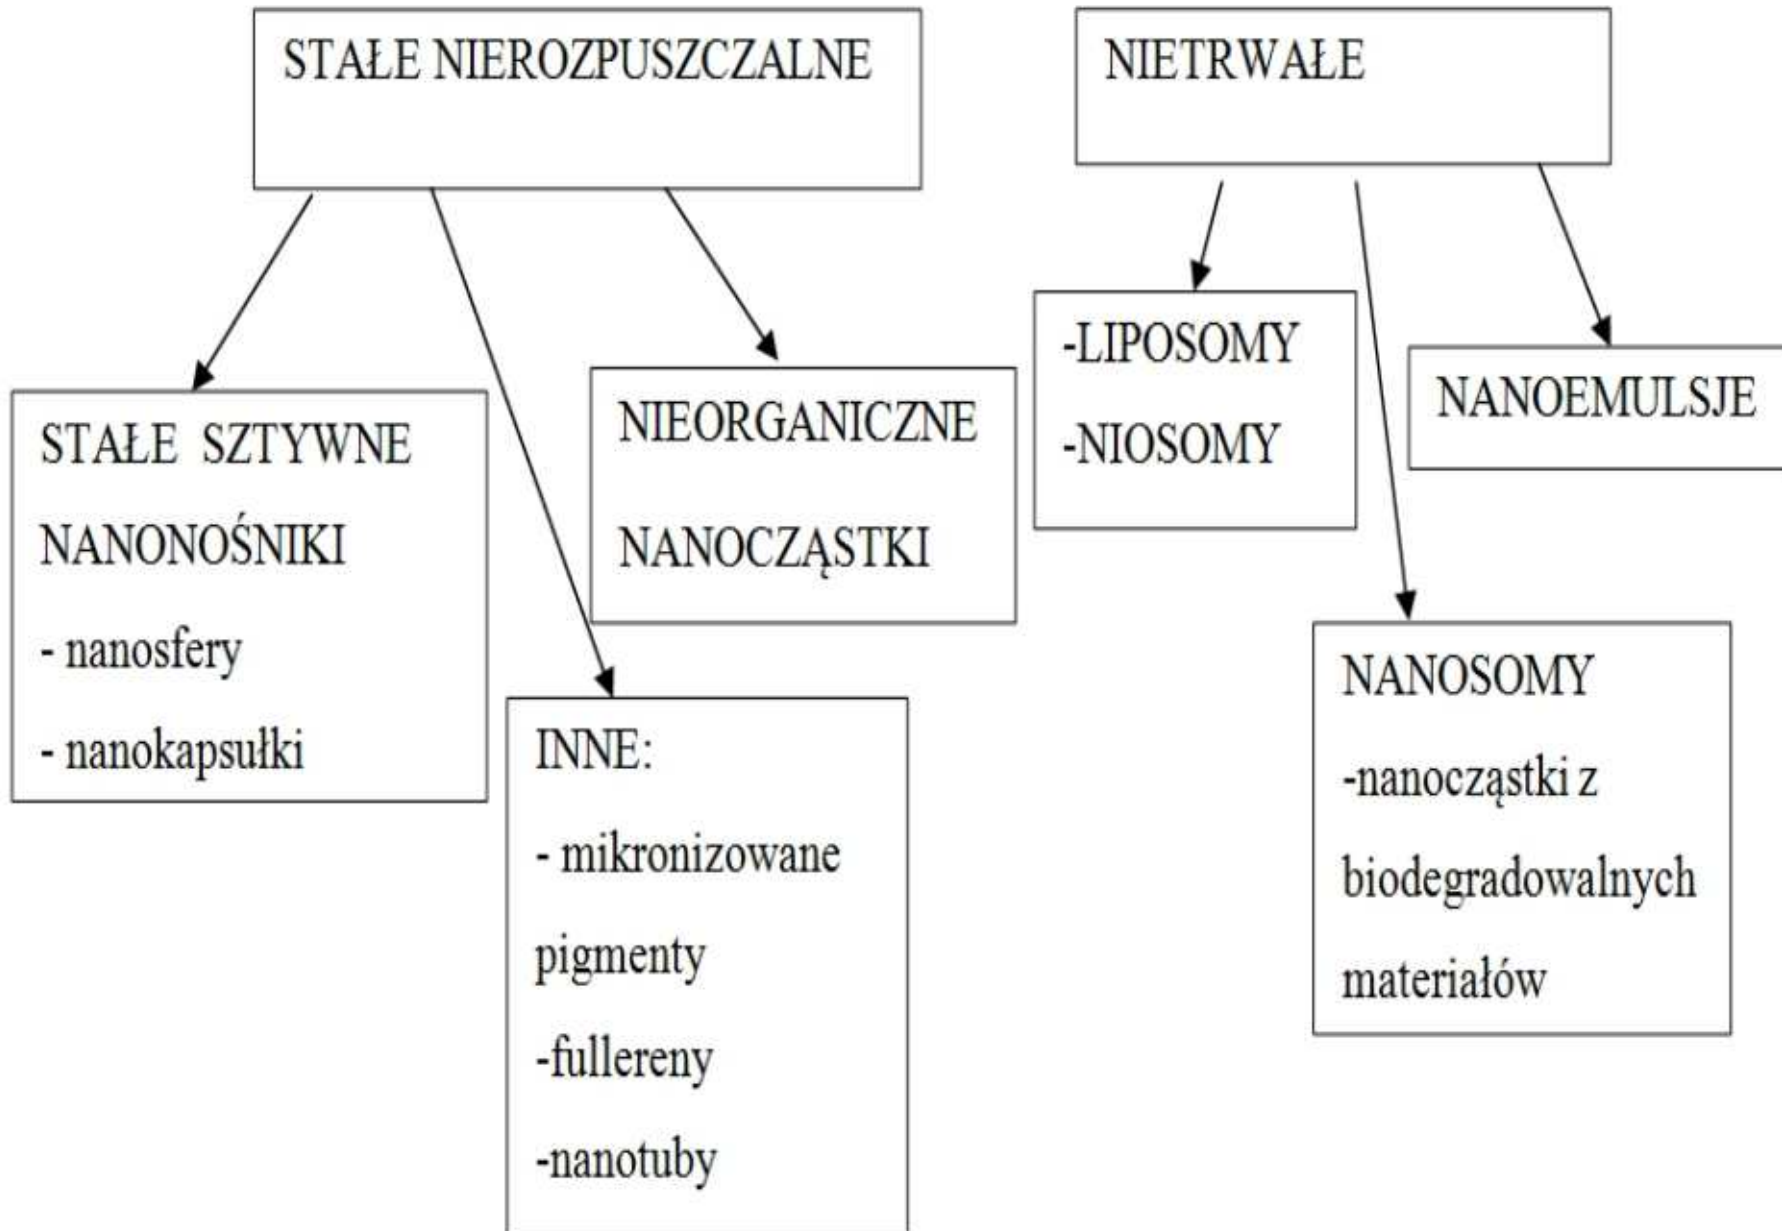 STAŁE NIEROZPUSZCZALNE
NIETRWAŁE
STAŁE SZTYWNE
NANONOŚNIKI
- nanosfery
- nanokapsułki
INNE:
- mikronizowane
pigmenty
-fullereny
-nanotuby
NIEORGANICZNE
NANOCZĄSTKI
-LIPOSOMY
-NIOSOMY
NANOSOMY
-nanocząstki z
biodegradowalnych
materiałów
NANOEMULSJE